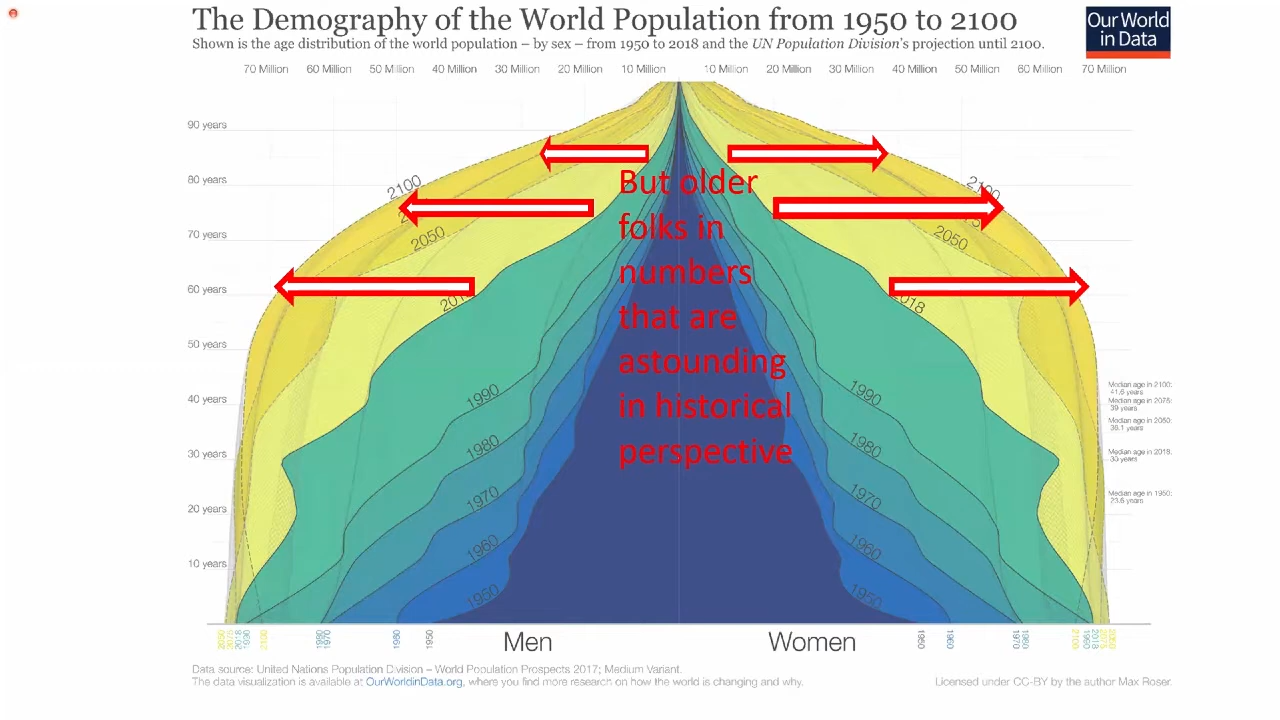 The Demography of the World Population from 1950 to 2100
Shown is the age distribution of the world population – by sex – from 1950 to 2018 and the UN Population Division's projection until 2100.
Our World
in Data
70 Million 60 Million 50 Million 40 Million 30 Million 20 Million 10 Million 10 Million 20 Million 30 Million 40 Million 50 Million 60 Million 70 Million
90 years
80 years
70 years
60 years
50 years
40 years
30 years
20 years
10 years
2100
2050
1990
1980
1970
1960
1950
2050
2018
1990
1980
1970
1960
1950
But older
folks in
numbers
that are
astounding
in historical
perspective
Median age in 2100:
41.6 years
Median age in 2075:
39 years
Median age in 2050:
36.1 years
Median age in 2018:
30 years
Median age in 1950:
23.6 years
Men Women
Data source: United Nations Population Division – World Population Prospects 2017; Medium Variant.
The data visualization is available at OurWorldinData.org, where you find more research on how the world is changing and why.
Licensed under CC-BY by the author Max Roser.